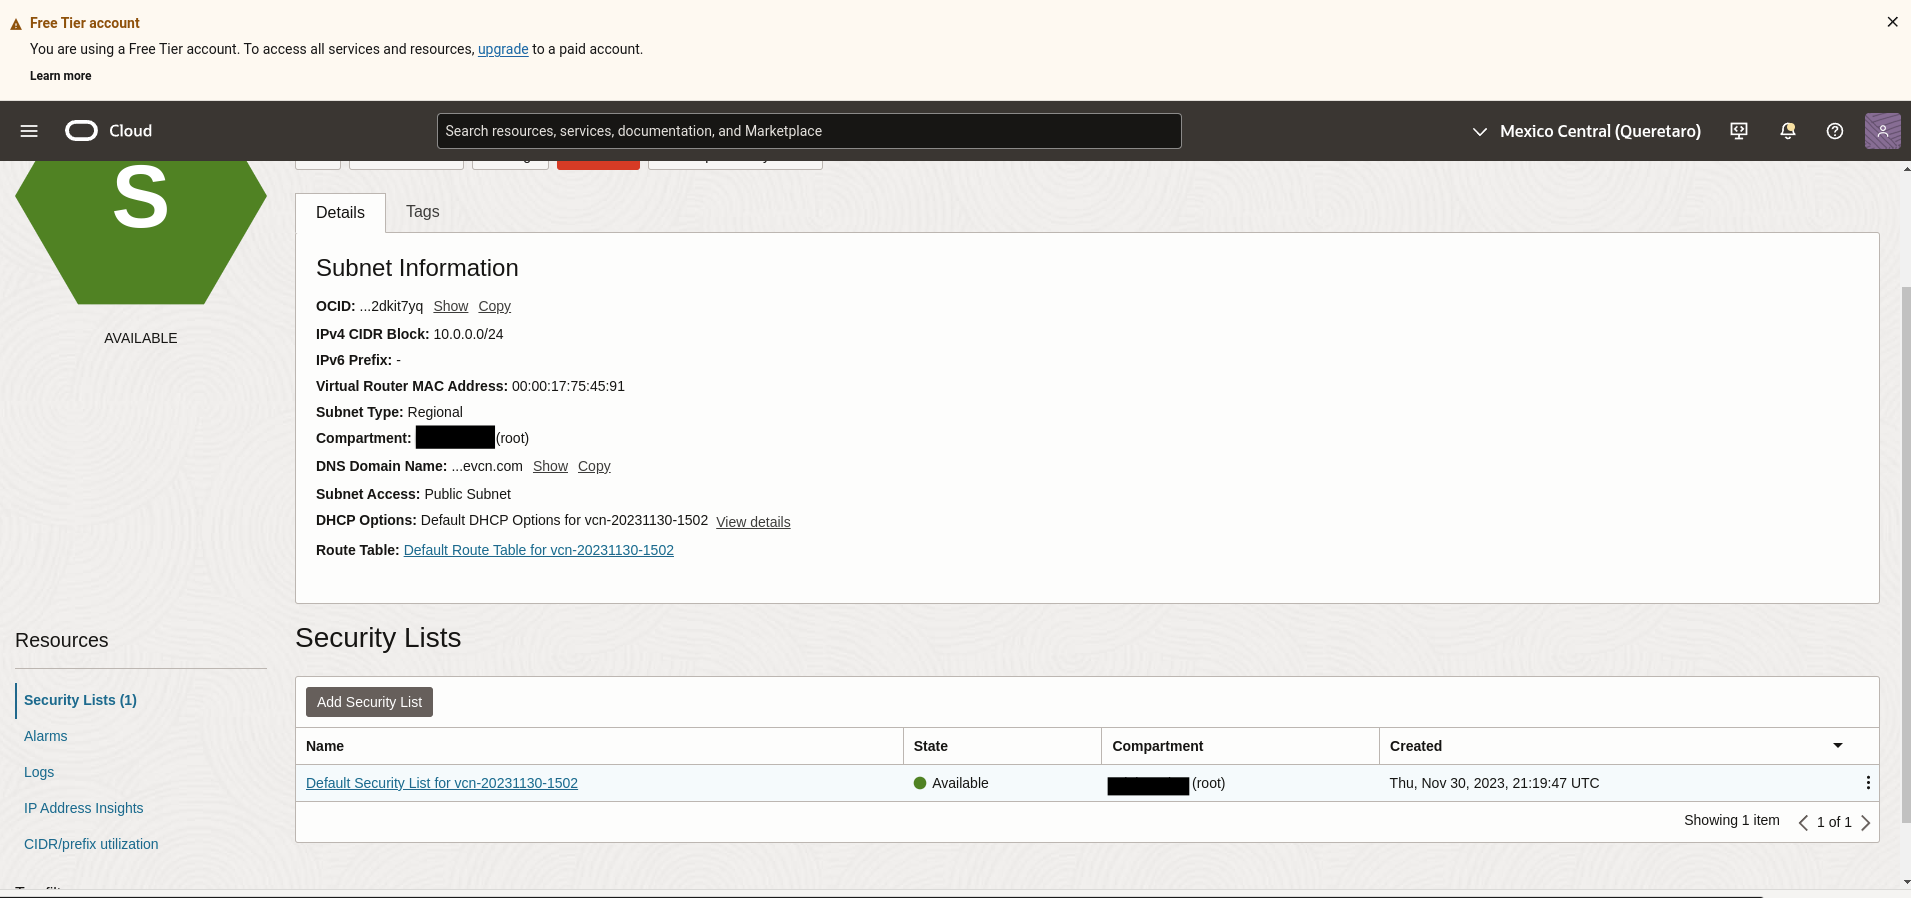 Free Tier account
You are using a Free Tier account. To access all services and resources, upgrade to a paid account.
Learn more
Cloud
Search resources, services, documentation, and Marketplace
Mexico Central (Queretaro)
S
AVAILABLE
Details
Tags
Subnet Information
OCID: ...2dkit7yq Show Copy
IPv4 CIDR Block: 10.0.0.0/24
IPv6 Prefix: -
Virtual Router MAC Address: 00:00:17:75:45:91
Subnet Type: Regional
Compartment: (root)
DNS Domain Name: ...evcn.com Show Copy
Subnet Access: Public Subnet
DHCP Options: Default DHCP Options for vcn-20231130-1502 View details
Route Table: Default Route Table for vcn-20231130-1502
Resources
Security Lists (1)
Alarms
Logs
IP Address Insights
CIDR/prefix utilization
Security Lists
Add Security List
Name State Compartment Created
Default Security List for vcn-20231130-1502 Available (root) Thu, Nov 30, 2023, 21:19:47 UTC
Showing 1 item 1 of 1